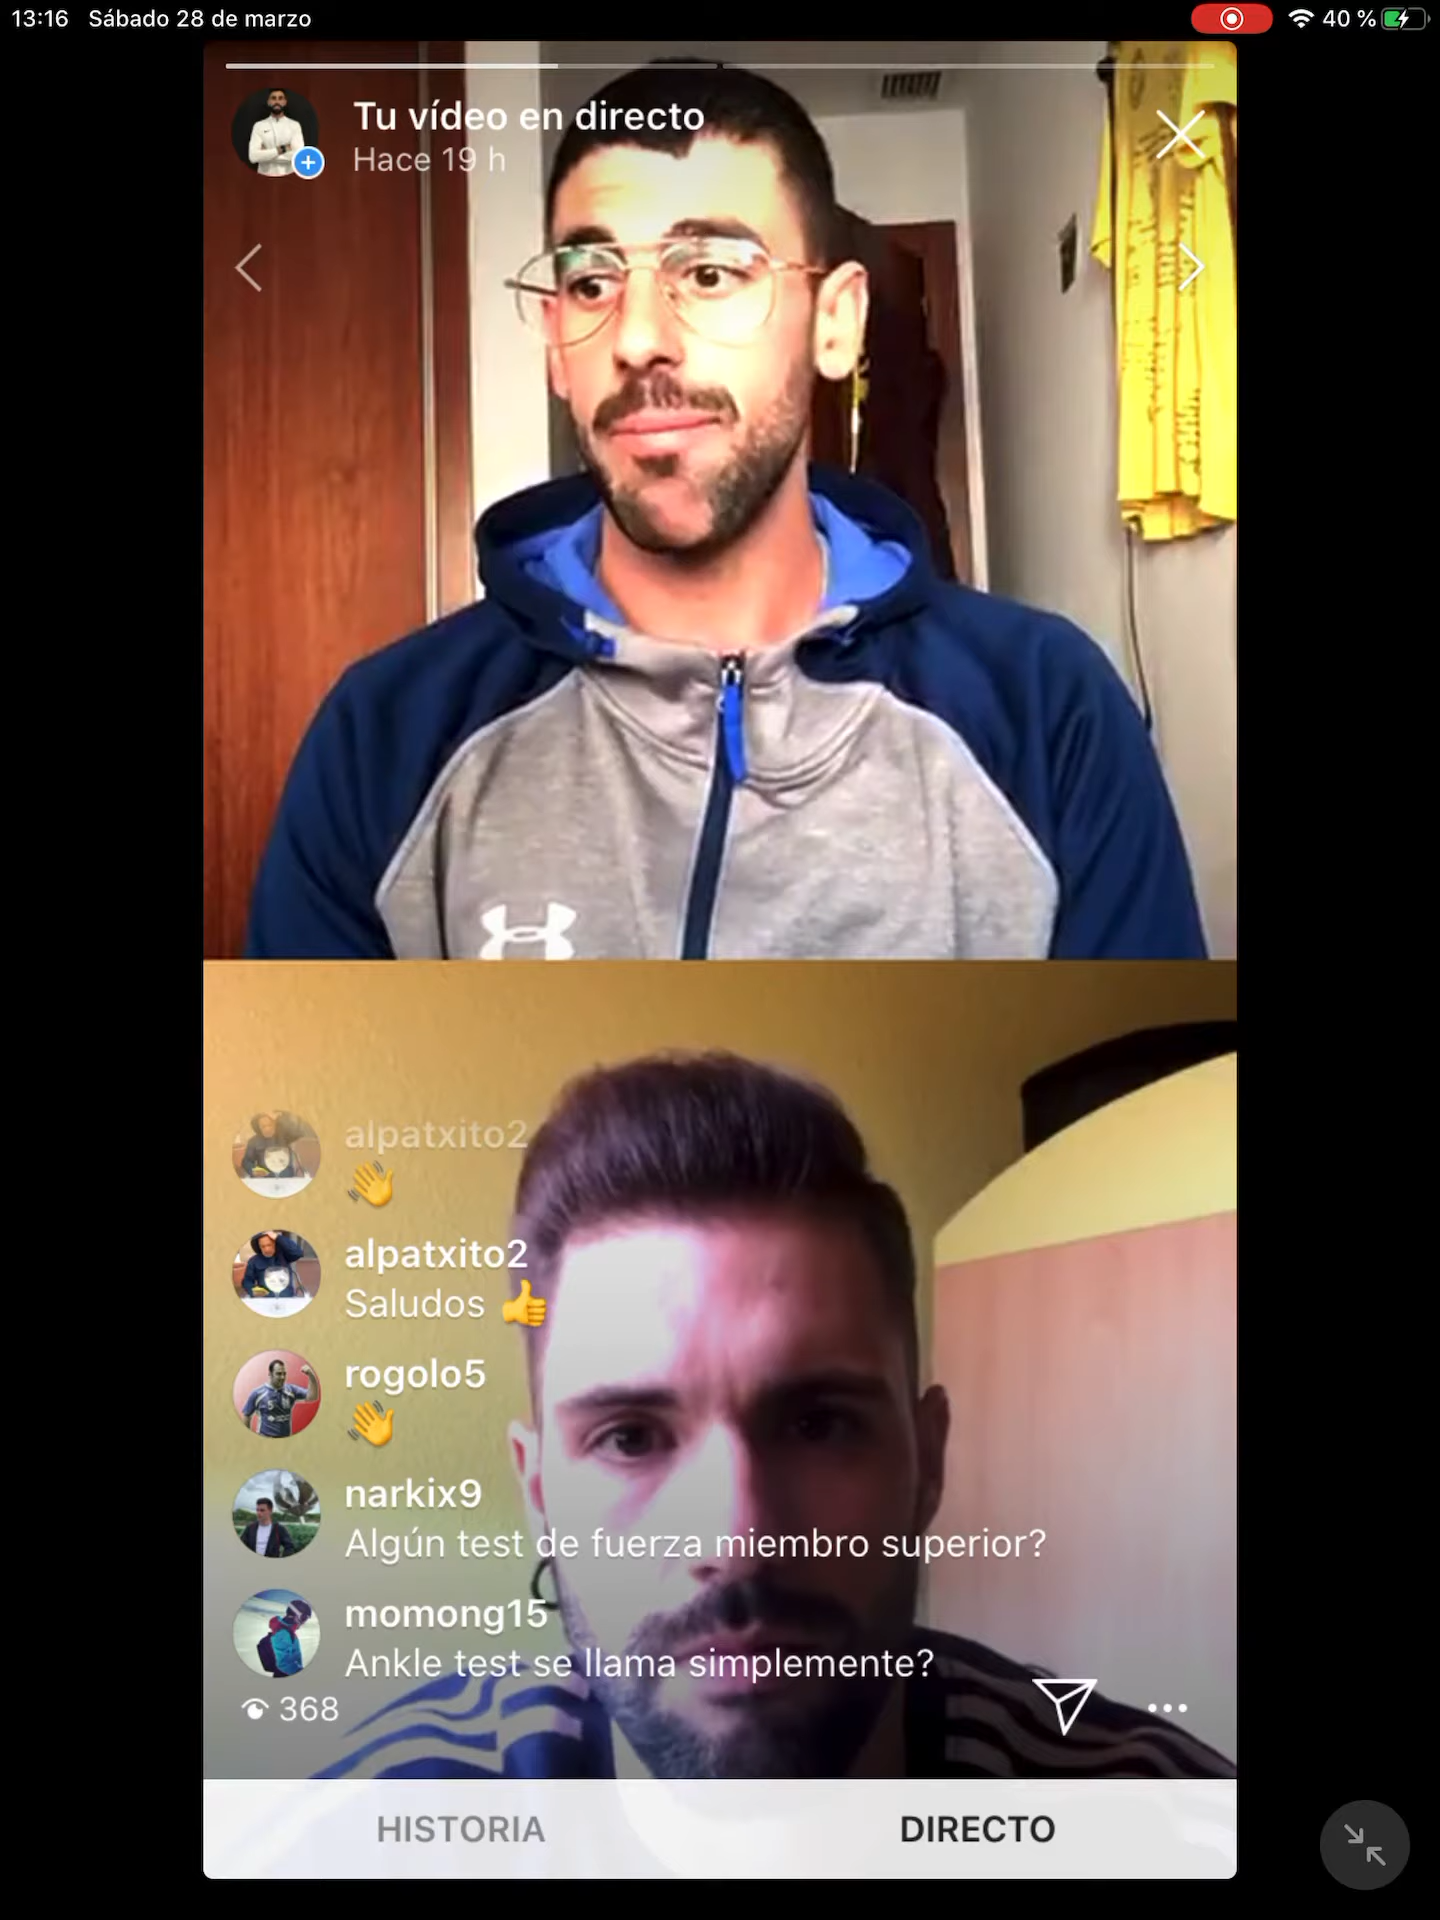 13:16 Sábado 28 de marzo
40 %
Tu vídeo en directo
Hace 19 h
alpatxito2
👋
alpatxito2
Saludos 👍
rogolo5
👋
narkix9
Algún test de fuerza miembro superior?
momong15
Ankle test se llama simplemente?
368
HISTORIA
DIRECTO